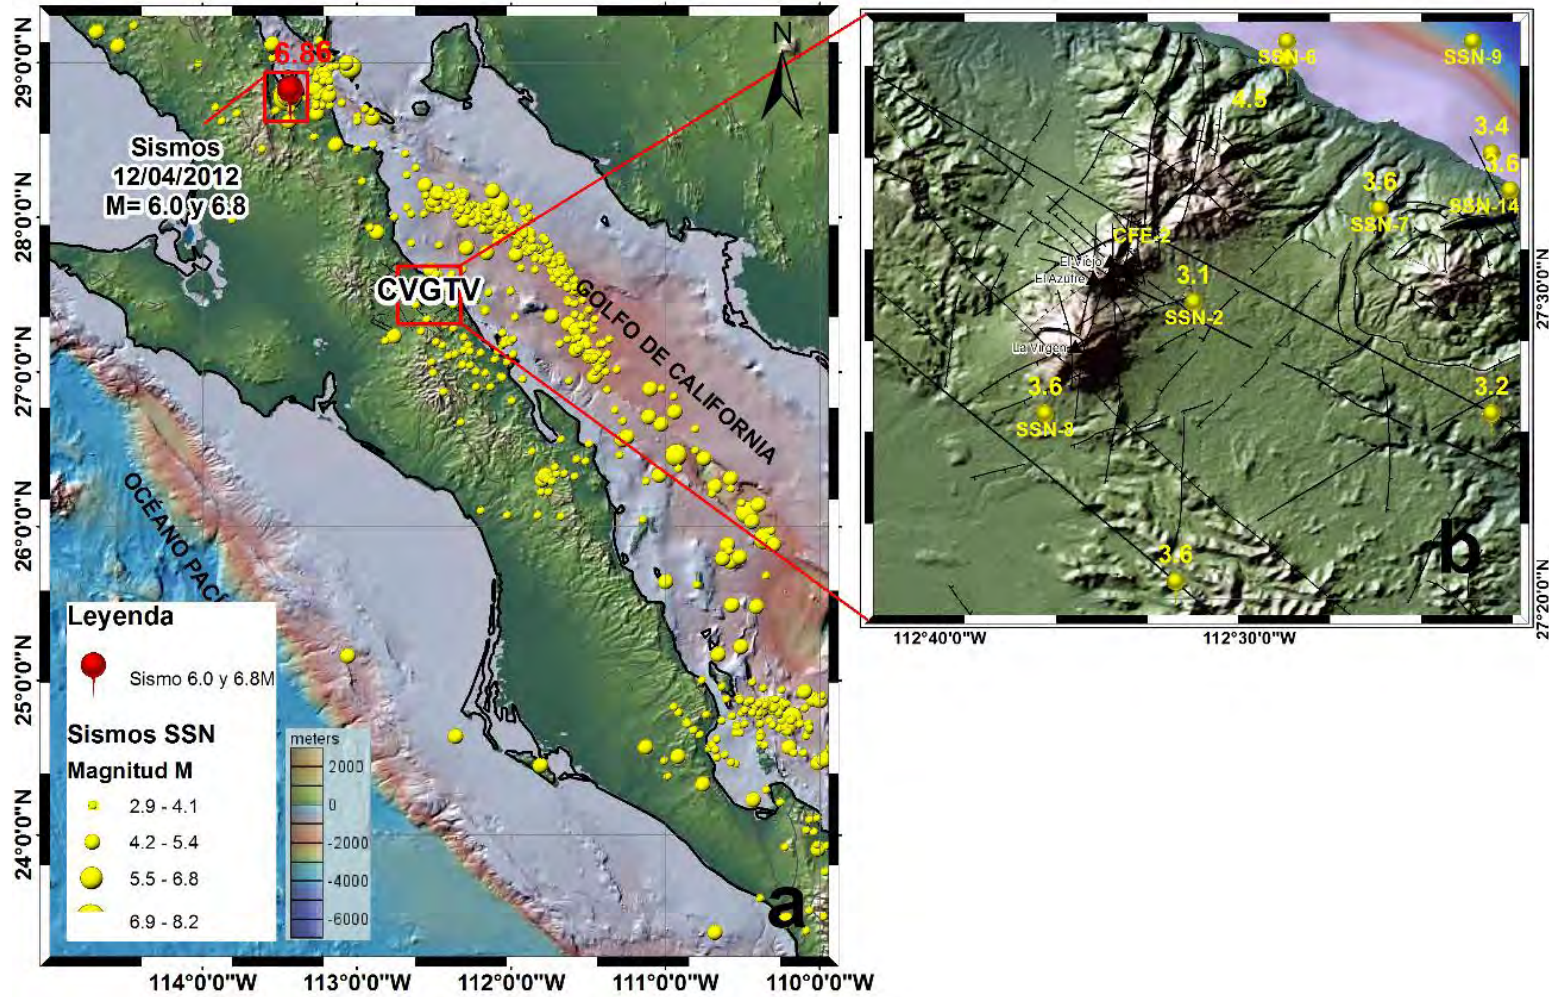 6.86
N
Sismos
12/04/2012
M= 6.0 y 6.8
CVGTV
GOLFO DE CALIFORNIA
OCÉANO PACÍ
Leyenda
Sismo 6.0 y 6.8M
Sismos SSN
Magnitud M
2.9 - 4.1
4.2 - 5.4
5.5 - 6.8
6.9 - 8.2
meters
2000
0
-2000
-4000
-6000
a
29°0'0"N
28°0'0"N
27°0'0"N
26°0'0"N
25°0'0"N
24°0'0"N
114°0'0"W
113°0'0"W
112°0'0"W
111°0'0"W
110°0'0"W
SSN-6
SSN-9
4.5
3.4
3.6
3.6
SSN-14
SSN-7
CFE-2
El Viejo
El Azufre
3.1
SSN-2
La Virgen
3.6
SSN-8
3.2
3.6
b
27°30'0"N
27°20'0"N
112°40'0"W
112°30'0"W